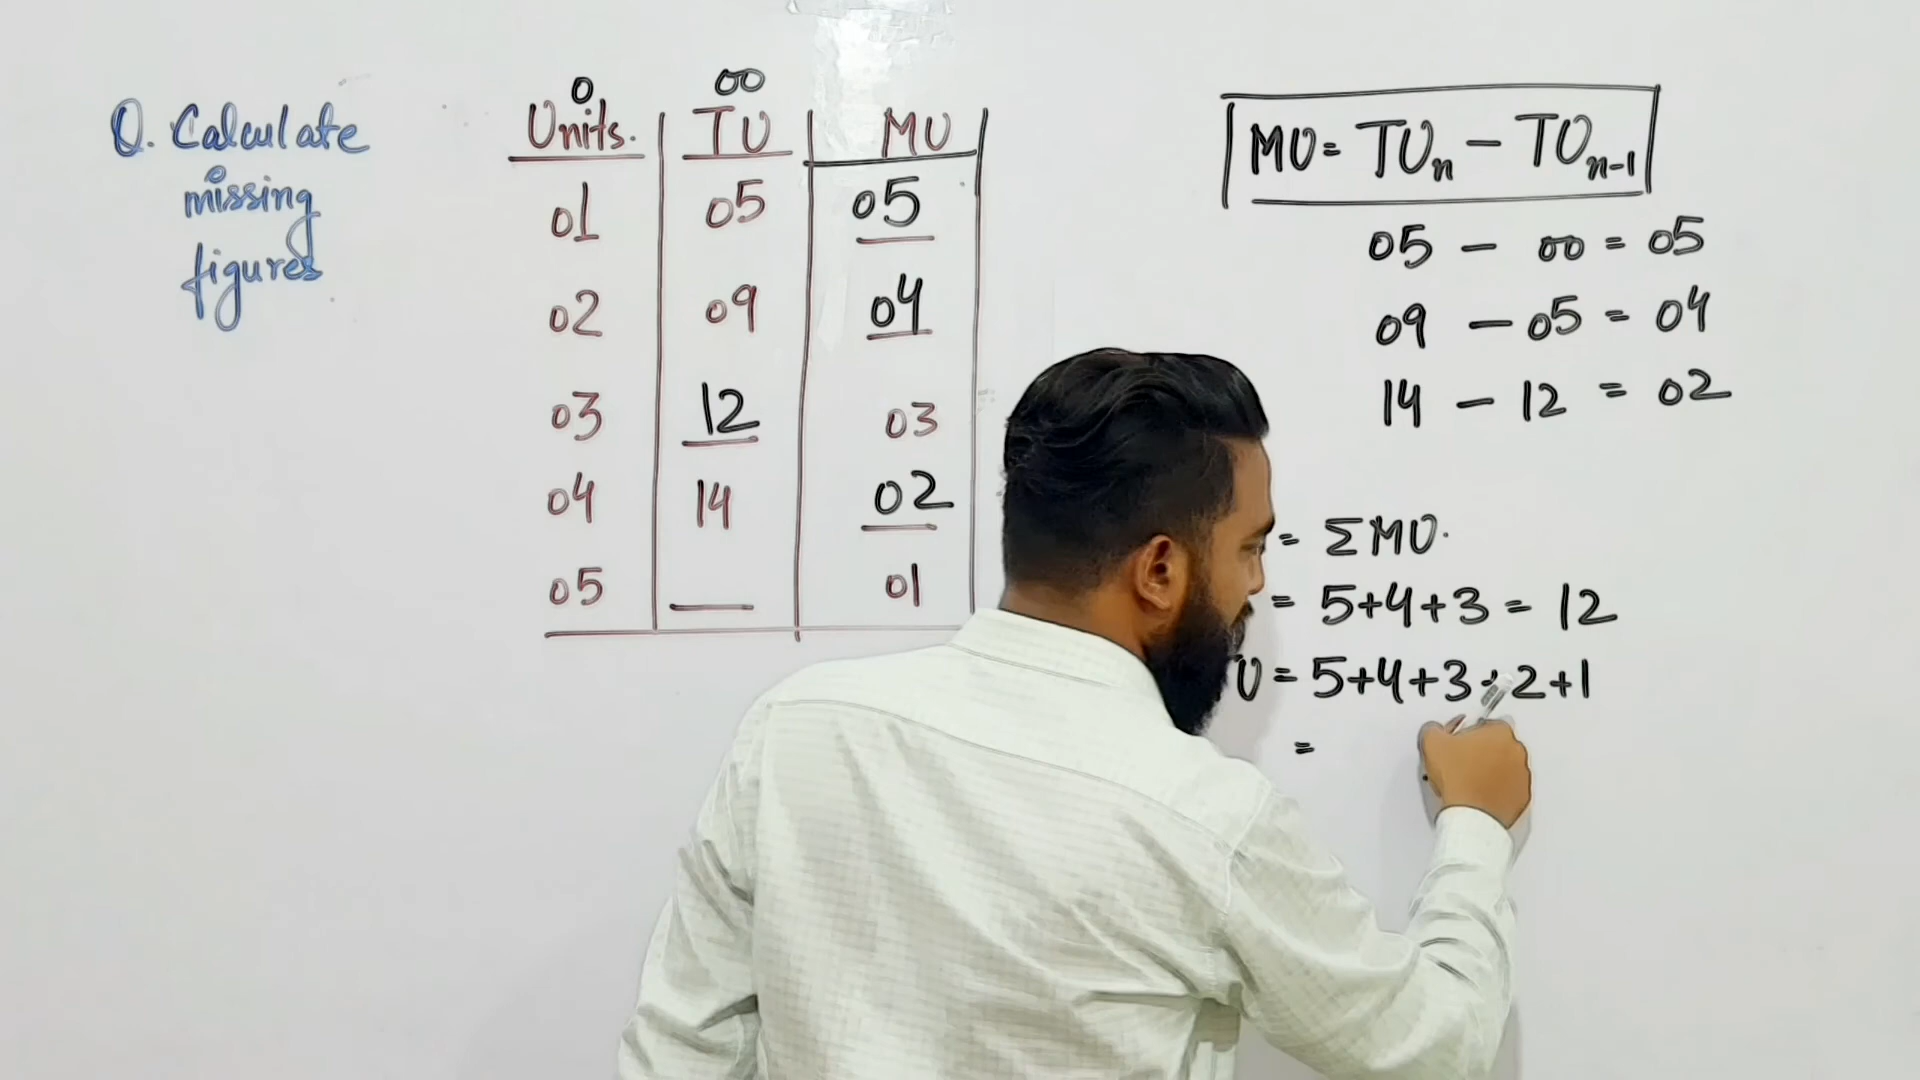 Q. Calculate
missing
figures
0 00
Units. TU MU
01 05 05
02 09 04
03 12 03
04 14 02
05 __ 01
MU = TUn - TUn-1
05 - 00 = 05
09 - 05 = 04
14 - 12 = 02
= ΣMU.
= 5+4+3 = 12
U = 5+4+3+2+1
=